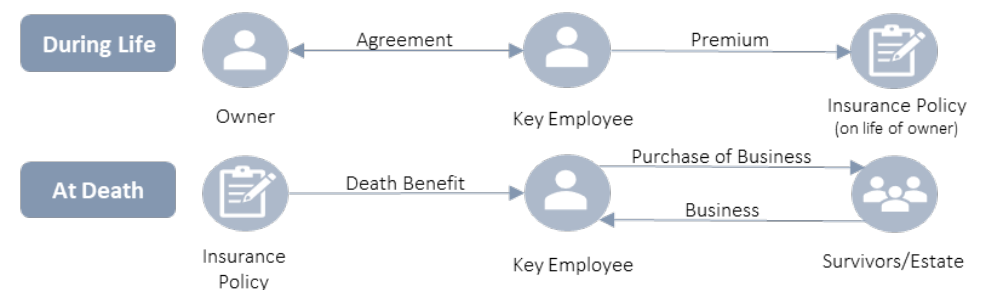 During Life
Agreement
Premium
Owner
Key Employee
Insurance Policy
(on life of owner)
At Death
Death Benefit
Purchase of Business
Business
Insurance
Policy
Key Employee
Survivors/Estate